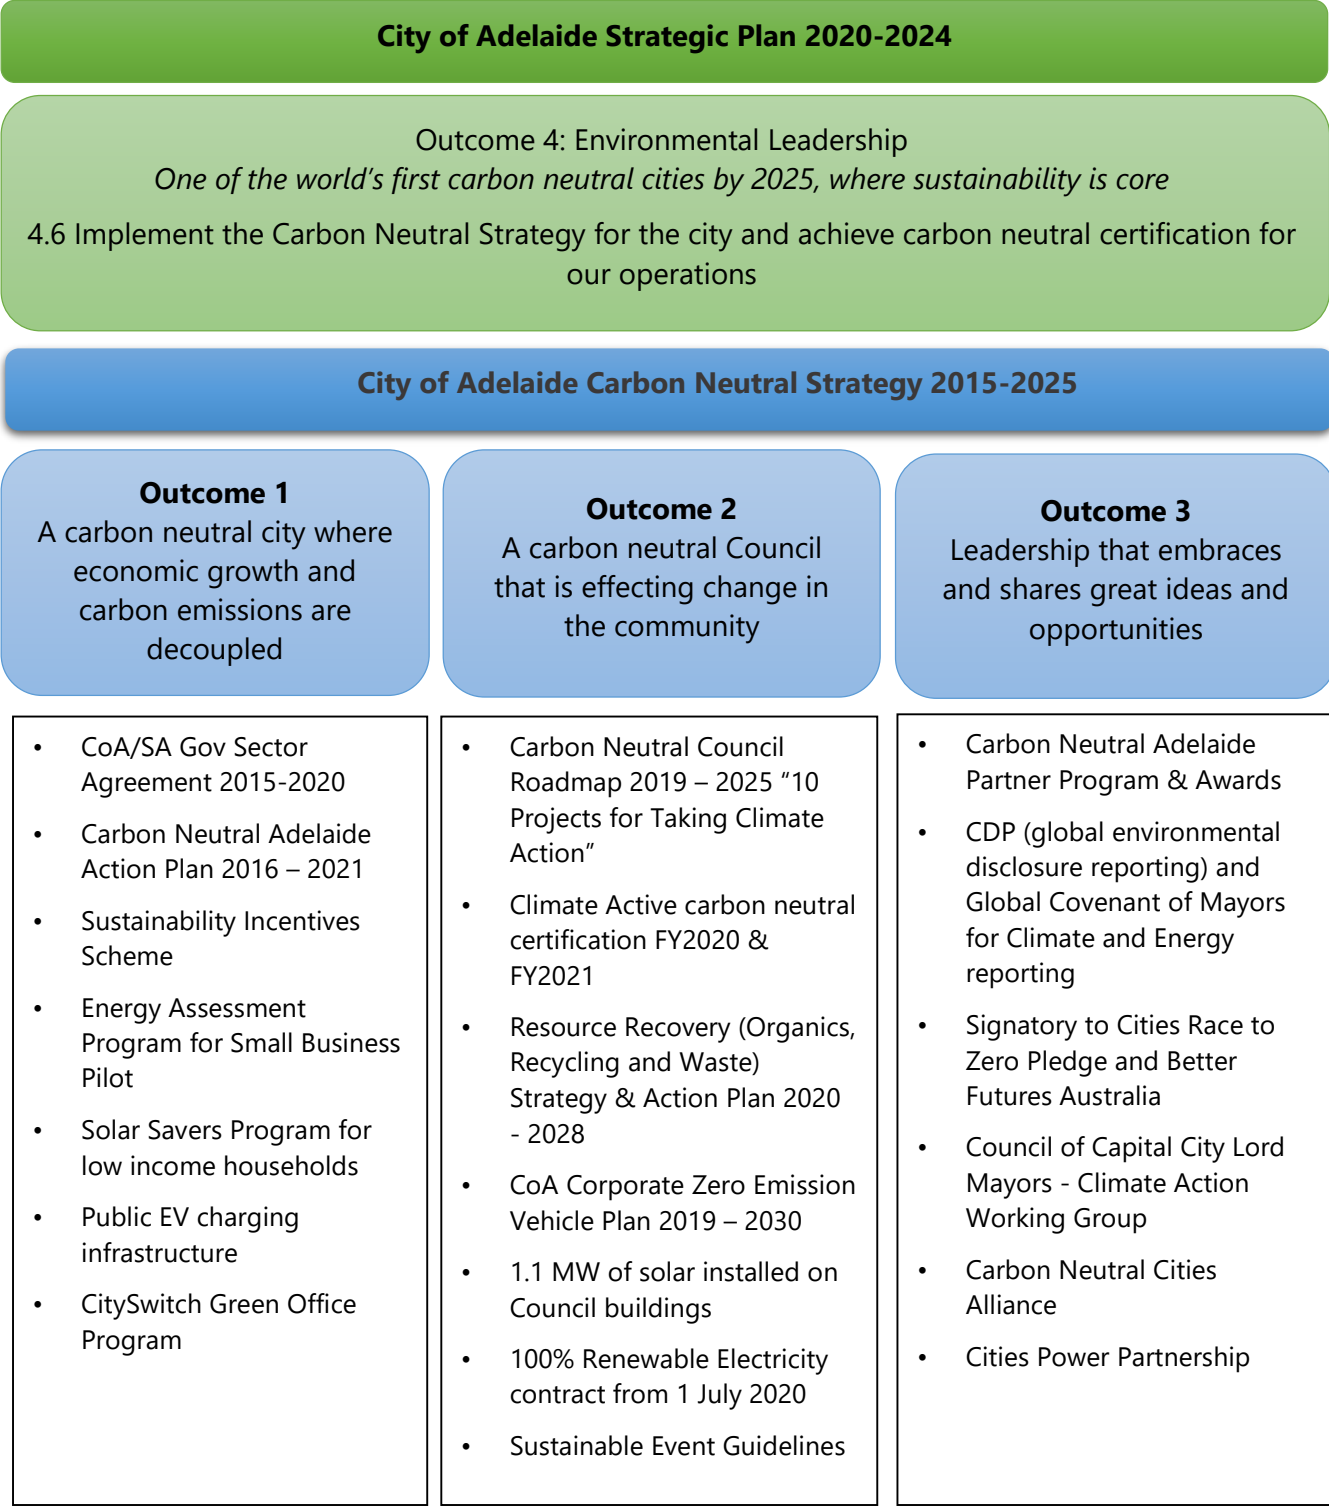 City of Adelaide Strategic Plan 2020-2024
Outcome 4: Environmental Leadership
One of the world’s first carbon neutral cities by 2025, where sustainability is core
4.6 Implement the Carbon Neutral Strategy for the city and achieve carbon neutral certification for
our operations
City of Adelaide Carbon Neutral Strategy 2015-2025
Outcome 1
A carbon neutral city where
economic growth and
carbon emissions are
decoupled
Outcome 2
A carbon neutral Council
that is effecting change in
the community
Outcome 3
Leadership that embraces
and shares great ideas and
opportunities
• CoA/SA Gov Sector
Agreement 2015-2020
• Carbon Neutral Adelaide
Action Plan 2016 – 2021
• Sustainability Incentives
Scheme
• Energy Assessment
Program for Small Business
Pilot
• Solar Savers Program for
low income households
• Public EV charging
infrastructure
• CitySwitch Green Office
Program
• Carbon Neutral Council
Roadmap 2019 – 2025 “10
Projects for Taking Climate
Action”
• Climate Active carbon neutral
certification FY2020 &
FY2021
• Resource Recovery (Organics,
Recycling and Waste)
Strategy & Action Plan 2020
- 2028
• CoA Corporate Zero Emission
Vehicle Plan 2019 – 2030
• 1.1 MW of solar installed on
Council buildings
• 100% Renewable Electricity
contract from 1 July 2020
• Sustainable Event Guidelines
• Carbon Neutral Adelaide
Partner Program & Awards
• CDP (global environmental
disclosure reporting) and
Global Covenant of Mayors
for Climate and Energy
reporting
• Signatory to Cities Race to
Zero Pledge and Better
Futures Australia
• Council of Capital City Lord
Mayors - Climate Action
Working Group
• Carbon Neutral Cities
Alliance
• Cities Power Partnership